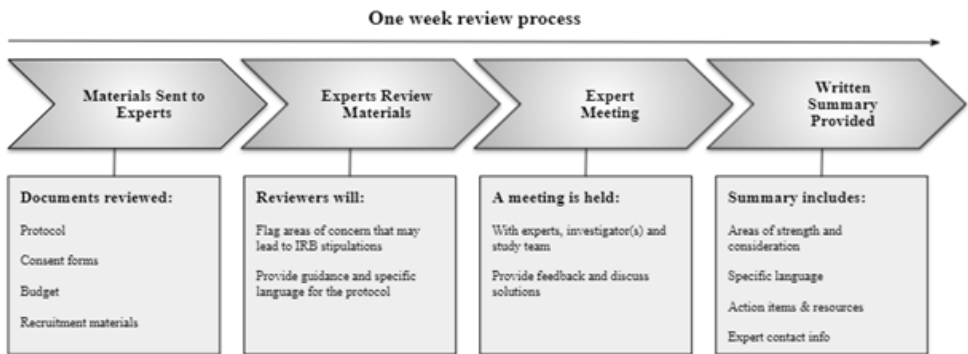 One week review process
Materials Sent to
Experts
Experts Review
Materials
Expert
Meeting
Written
Summary
Provided
Documents reviewed:
Protocol
Consent forms
Budget
Recruitment materials
Reviewers will:
Flag areas of concern that may
lead to IRB stipulations
Provide guidance and specific
language for the protocol
A meeting is held:
With experts, investigator(s) and
study team
Provide feedback and discuss
solutions
Summary includes:
Areas of strength and
consideration
Specific language
Action items & resources
Expert contact info